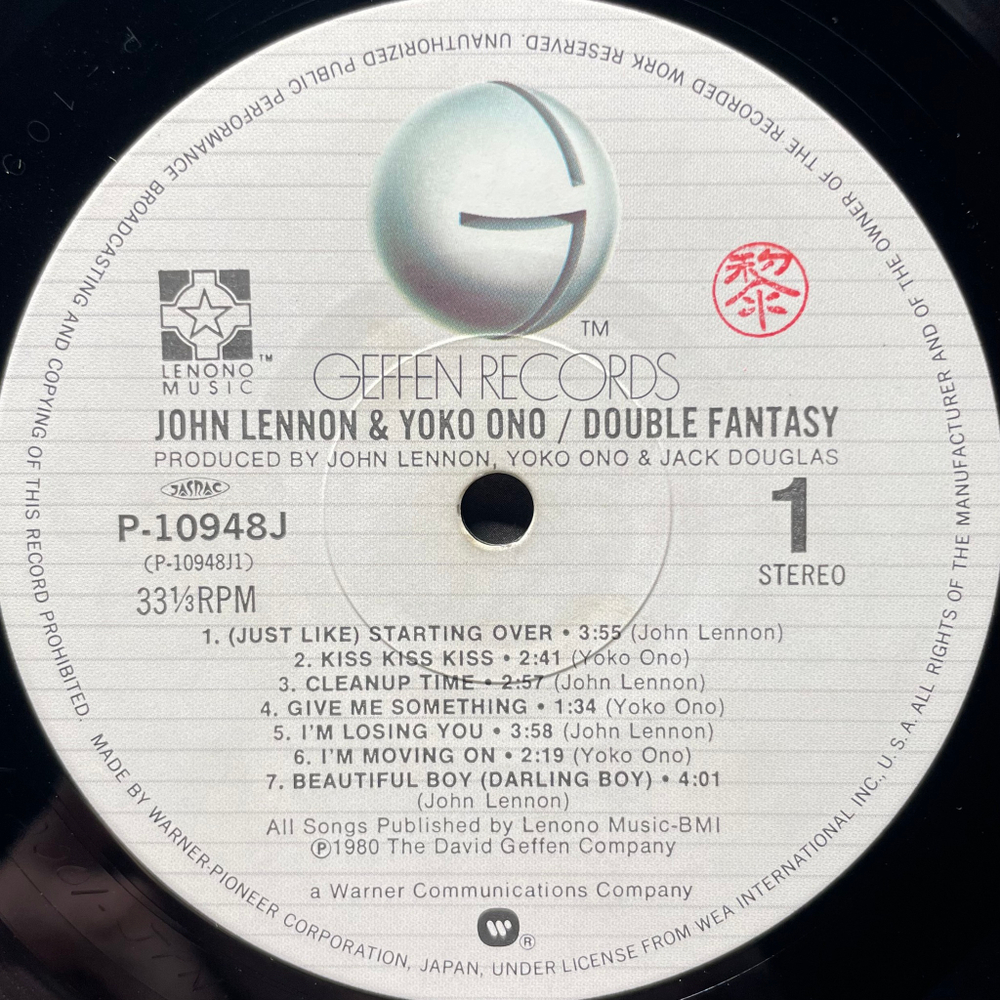 TM
GEFFEN RECORDS
黎
LENONO
MUSIC
TM
JOHN LENNON & YOKO ONO / DOUBLE FANTASY
PRODUCED BY JOHN LENNON, YOKO ONO & JACK DOUGLAS
JASRAC
P-10948J
(P-10948J1)
33⅓RPM
1
STEREO
1. (JUST LIKE) STARTING OVER • 3:55 (John Lennon)
2. KISS KISS KISS • 2:41 (Yoko Ono)
3. CLEANUP TIME • 2:57 (John Lennon)
4. GIVE ME SOMETHING • 1:34 (Yoko Ono)
5. I'M LOSING YOU • 3:58 (John Lennon)
6. I'M MOVING ON • 2:19 (Yoko Ono)
7. BEAUTIFUL BOY (DARLING BOY) • 4:01
(John Lennon)
All Songs Published by Lenono Music-BMI
℗1980 The David Geffen Company
a Warner Communications Company
®
MADE BY WARNER-PIONEER CORPORATION, JAPAN, UNDER LICENSE FROM WEA INTERNATIONAL INC., U. S. A. ALL RIGHTS OF THE MANUFACTURER AND OF THE OWNER OF THE RECORDED WORK RESERVED. UNAUTHORIZED PUBLIC PERFORMANCE BROADCASTING AND COPYING OF THIS RECORD PROHIBITED.